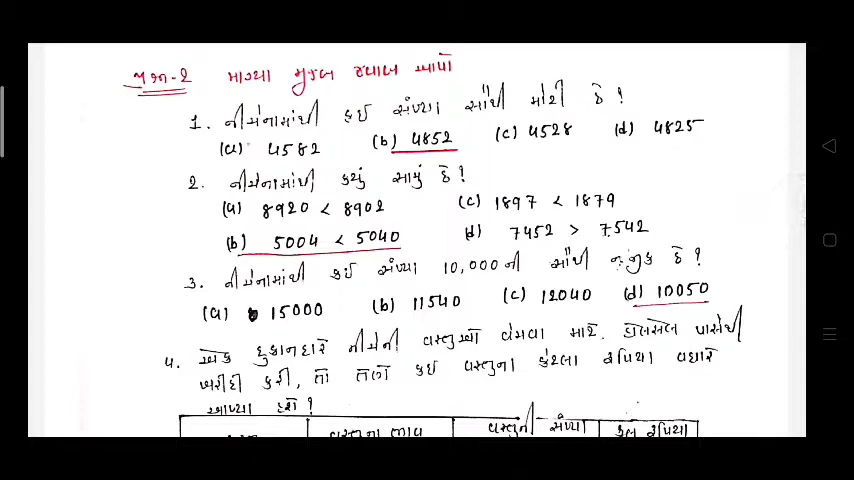 પ્રશ્ન-2 માગ્યા મુજબ જવાબ આપો
1. નીચેનામાંથી કઈ સંખ્યા સૌથી મોટી છે?
(a) 4582 (b) 4852 (c) 4528 (d) 4825
2. નીચેનામાંથી કયું સાચું છે?
(a) 8920 < 8902 (c) 1897 < 1879
(b) 5004 < 5040 (d) 7452 > 7542
3. નીચેનામાંથી કઈ સંખ્યા 10,000ની સૌથી નજીક છે?
(a) 15000 (b) 11540 (c) 12040 (d) 10050
4. એક દુકાનદારે નીચેની વસ્તુઓ વેચવા માટે હોલસેલ પાસેથી
ખરીદી કરી, તો તેણે કઈ વસ્તુના કેટલા રૂપિયા વધારે
આપ્યા હશે?
વસ્તુના ભાવ વસ્તુની સંખ્યા કુલ રૂપિયા